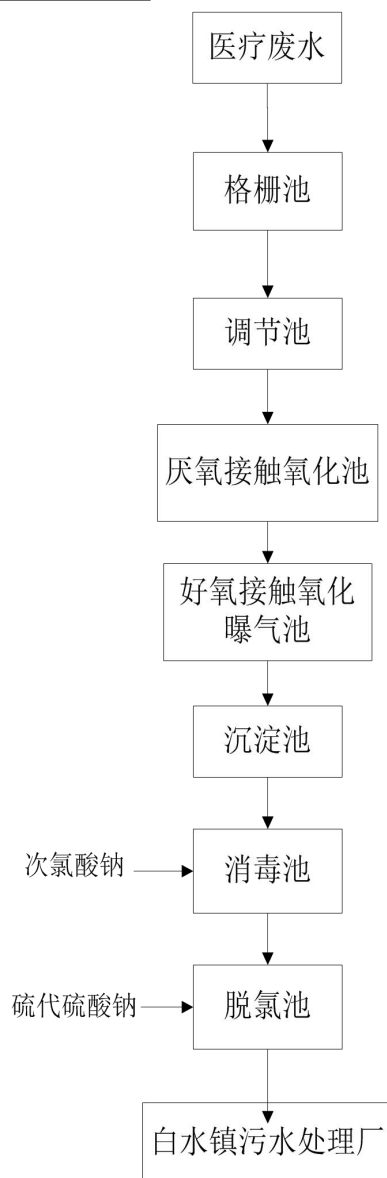 医疗废水
格栅池
调节池
厌氧接触氧化池
好氧接触氧化
曝气池
沉淀池
次氯酸钠
消毒池
硫代硫酸钠
脱氯池
白水镇污水处理厂